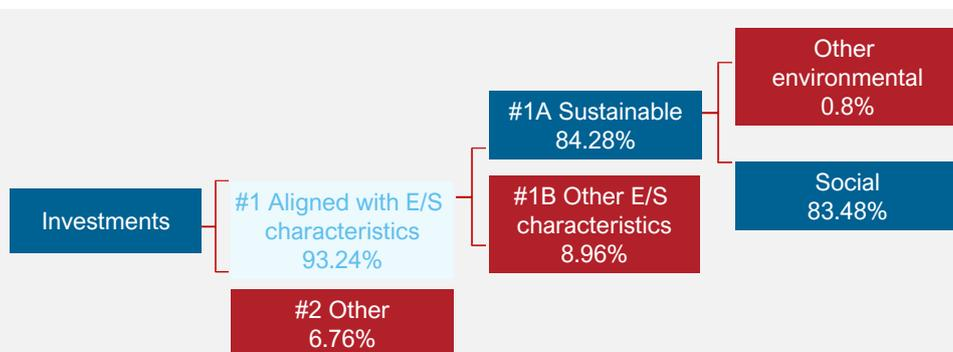 Investments
#1 Aligned with E/S
characteristics
93.24%
#2 Other
6.76%
#1A Sustainable
84.28%
#1B Other E/S
characteristics
8.96%
Other
environmental
0.8%
Social
83.48%